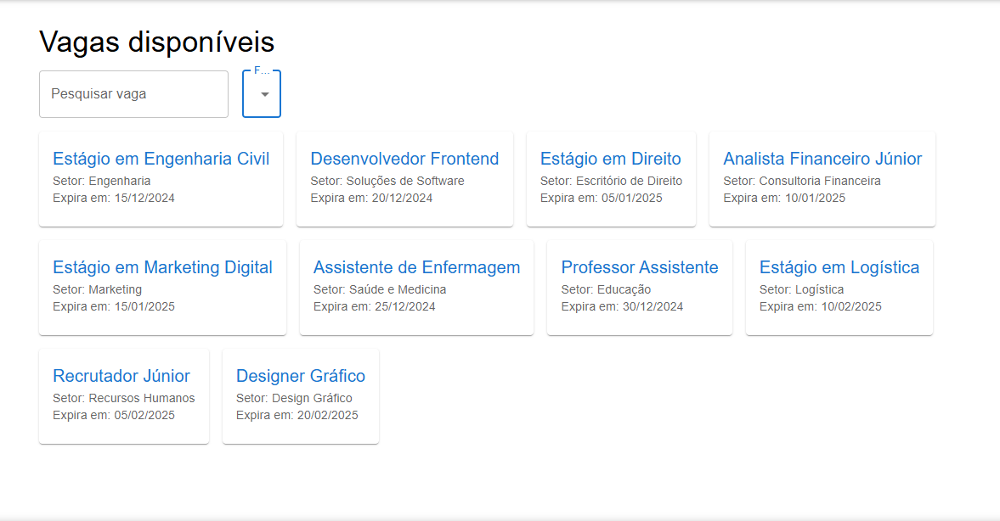 Vagas disponíveis
F...
Pesquisar vaga
Estágio em Engenharia Civil
Setor: Engenharia
Expira em: 15/12/2024
Desenvolvedor Frontend
Setor: Soluções de Software
Expira em: 20/12/2024
Estágio em Direito
Setor: Escritório de Direito
Expira em: 05/01/2025
Analista Financeiro Júnior
Setor: Consultoria Financeira
Expira em: 10/01/2025
Estágio em Marketing Digital
Setor: Marketing
Expira em: 15/01/2025
Assistente de Enfermagem
Setor: Saúde e Medicina
Expira em: 25/12/2024
Professor Assistente
Setor: Educação
Expira em: 30/12/2024
Estágio em Logística
Setor: Logística
Expira em: 10/02/2025
Recrutador Júnior
Setor: Recursos Humanos
Expira em: 05/02/2025
Designer Gráfico
Setor: Design Gráfico
Expira em: 20/02/2025